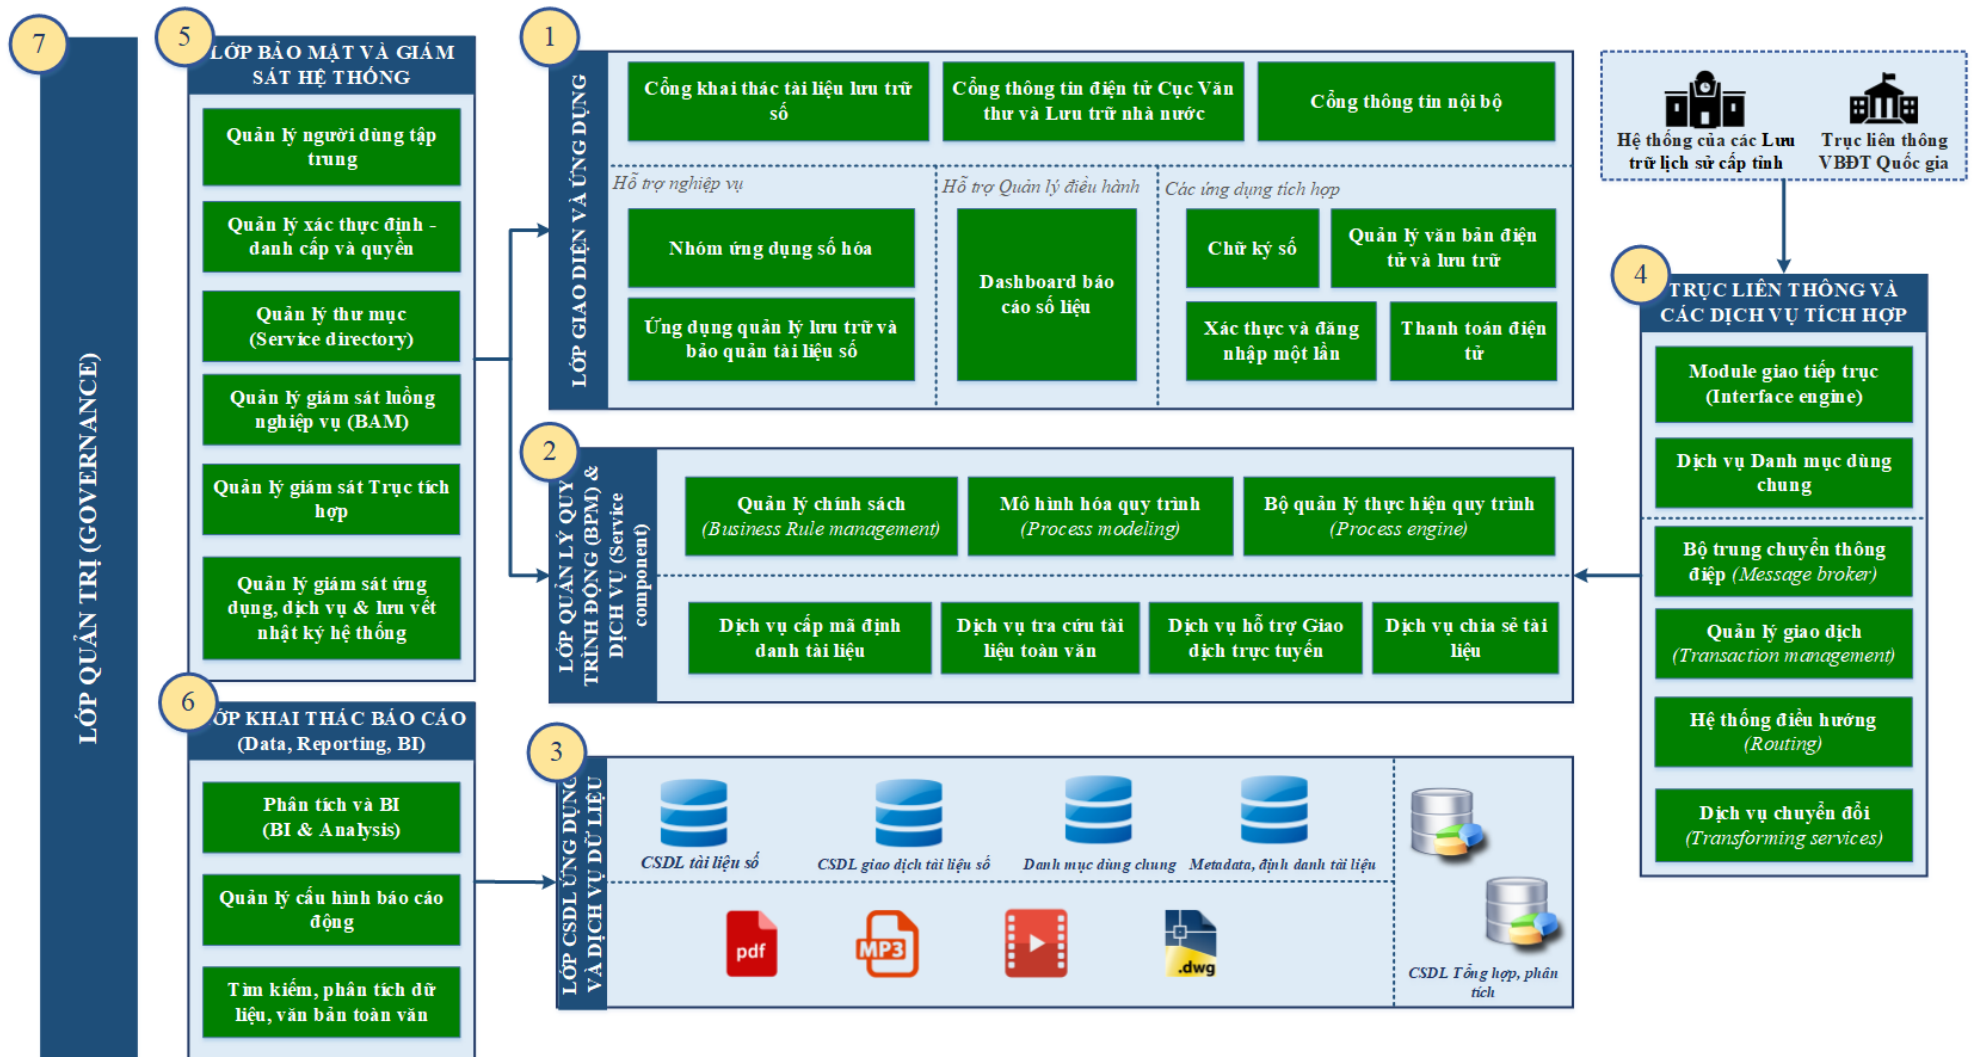 7
LỚP QUẢN TRỊ (GOVERNANCE)
5
LỚP BẢO MẬT VÀ GIÁM
SÁT HỆ THỐNG
Quản lý người dùng tập
trung
Quản lý xác thực định -
danh cấp và quyền
Quản lý thư mục
(Service directory)
Quản lý giám sát luồng
nghiệp vụ (BAM)
Quản lý giám sát Trục tích
hợp
Quản lý giám sát ứng
dụng, dịch vụ & lưu vết
nhật ký hệ thống
6
ỚP KHAI THÁC BÁO CÁO
(Data, Reporting, BI)
Phân tích và BI
(BI & Analysis)
Quản lý cấu hình báo cáo
động
Tìm kiếm, phân tích dữ
liệu, văn bản toàn văn
1
LỚP GIAO DIỆN VÀ ỨNG DỤNG
Cổng khai thác tài liệu lưu trữ
số
Cổng thông tin điện tử Cục Văn
thư và Lưu trữ nhà nước
Cổng thông tin nội bộ
Hỗ trợ nghiệp vụ
Nhóm ứng dụng số hóa
Ứng dụng quản lý lưu trữ và
bảo quản tài liệu số
Hỗ trợ Quản lý điều hành
Dashboard báo
cáo số liệu
Các ứng dụng tích hợp
Chữ ký số
Quản lý văn bản điện
tử và lưu trữ
Xác thực và đăng
nhập một lần
Thanh toán điện
tử
2
LỚP QUẢN LÝ QUY
TRÌNH ĐỘNG (BPM) &
DỊCH VỤ (Service
component)
Quản lý chính sách
(Business Rule management)
Mô hình hóa quy trình
(Process modeling)
Bộ quản lý thực hiện quy trình
(Process engine)
Dịch vụ cấp mã định
danh tài liệu
Dịch vụ tra cứu tài
liệu toàn văn
Dịch vụ hỗ trợ Giao
dịch trực tuyến
Dịch vụ chia sẻ tài
liệu
3
LỚP CSDL ỨNG DỤNG
VÀ DỊCH VỤ DỮ LIỆU
CSDL tài liệu số
CSDL giao dịch tài liệu số
Danh mục dùng chung
Metadata, định danh tài liệu
pdf
MP3
.dwg
CSDL Tổng hợp, phân
tích
Hệ thống của các Lưu
trữ lịch sử cấp tỉnh
Trục liên thông
VBĐT Quốc gia
4
TRỤC LIÊN THÔNG VÀ
CÁC DỊCH VỤ TÍCH HỢP
Module giao tiếp trục
(Interface engine)
Dịch vụ Danh mục dùng
chung
Bộ trung chuyển thông
điệp (Message broker)
Quản lý giao dịch
(Transaction management)
Hệ thống điều hướng
(Routing)
Dịch vụ chuyển đổi
(Transforming services)